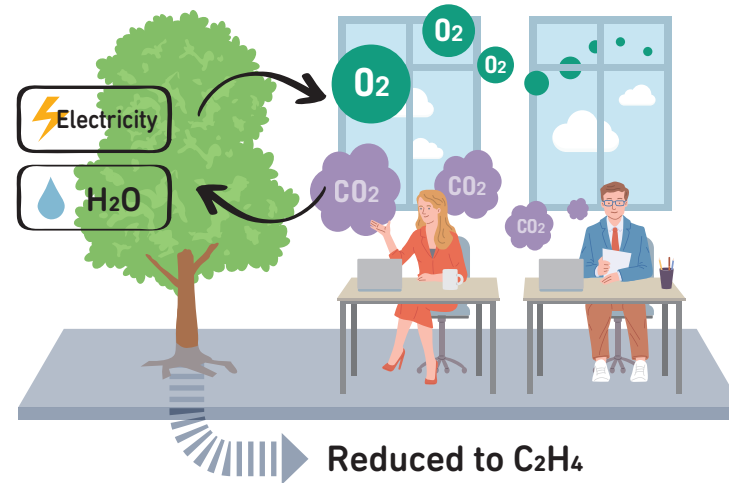 O₂
O₂
O₂
Electricity
H₂O
CO₂
CO₂
CO₂
Reduced to C₂H₄